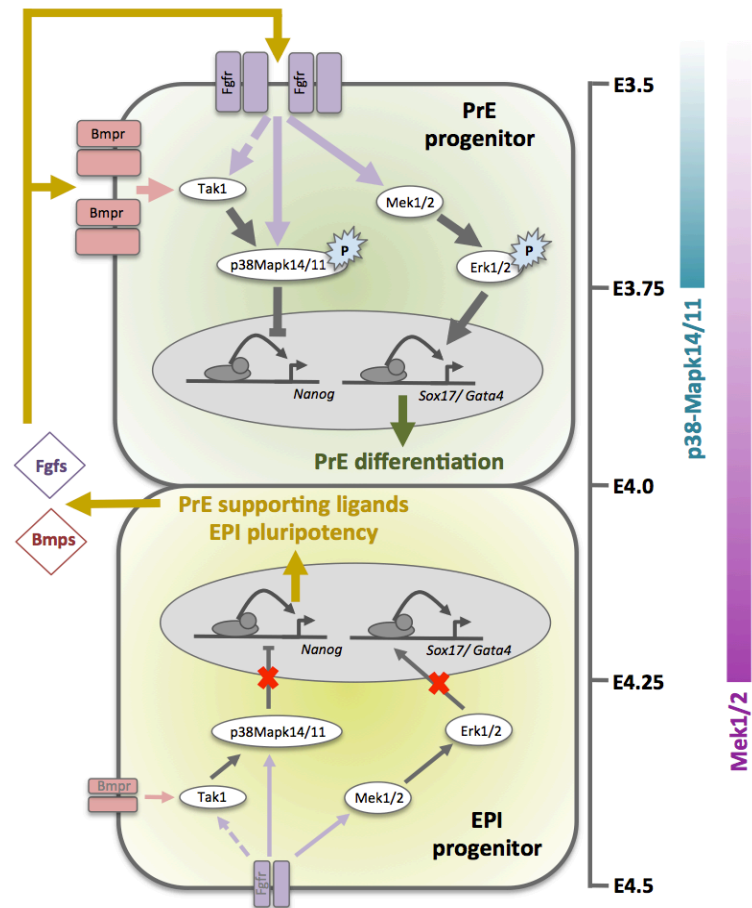 Fgfr
Fgfr
PrE
progenitor
Bmpr
Bmpr
Tak1
Mek1/2
p38Mapk14/11
P
Erk1/2
P
Nanog
Sox17/ Gata4
PrE differentiation
Fgfs
Bmps
PrE supporting ligands
EPI pluripotency
Nanog
Sox17/ Gata4
p38Mapk14/11
Erk1/2
Bmpr
Tak1
Mek1/2
Fgfr
EPI
progenitor
E3.5
E3.75
E4.0
E4.25
E4.5
p38-Mapk14/11
Mek1/2